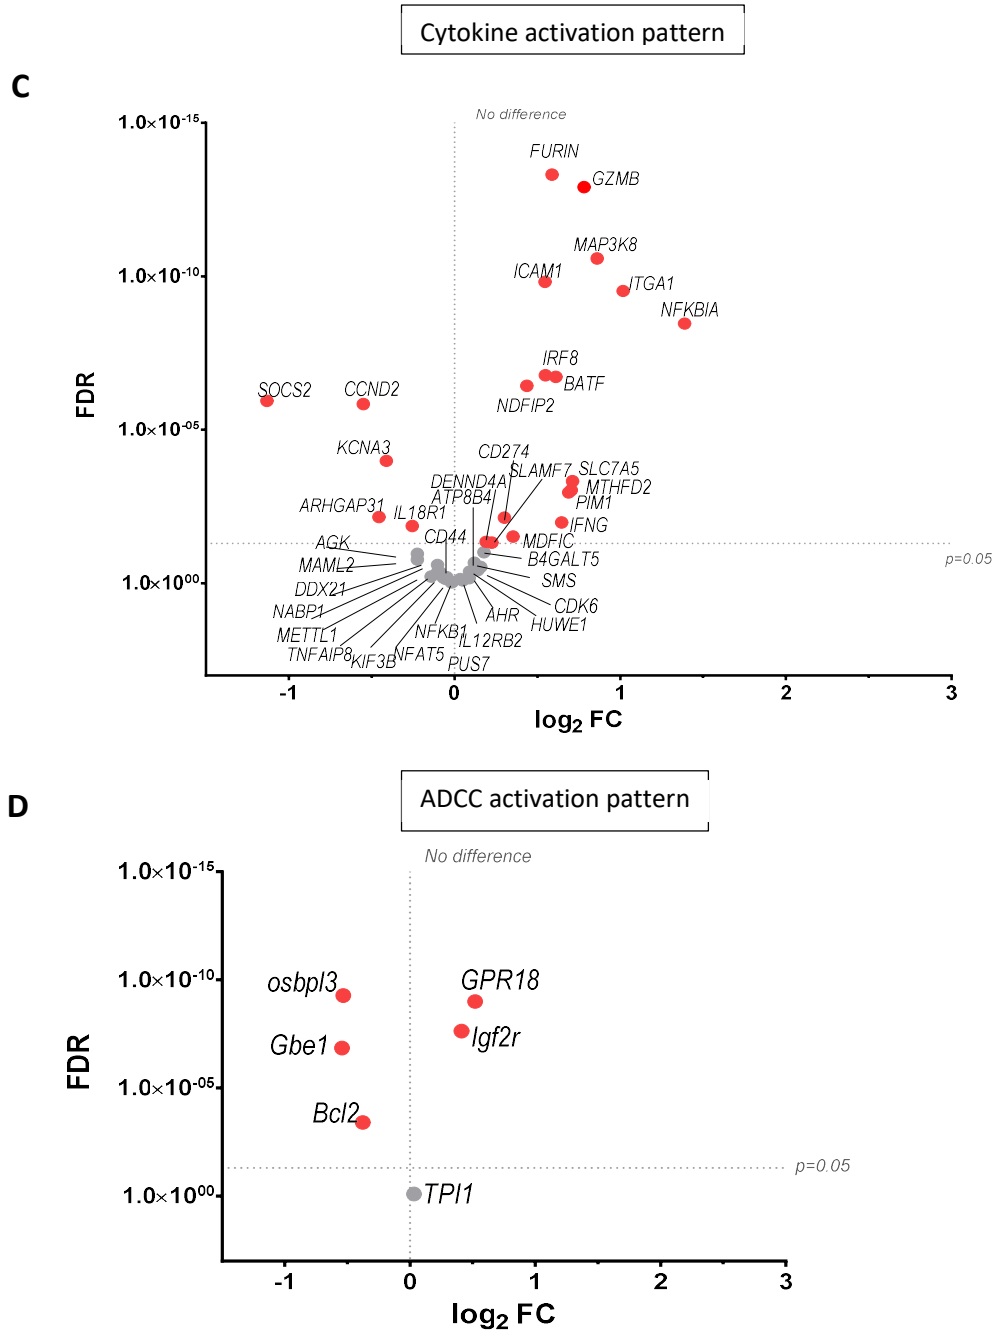 Cytokine activation pattern
C
No difference
1.0×10⁻¹⁵
FURIN
GZMB
MAP3K8
ICAM1
1.0×10⁻¹⁰
ITGA1
NFKBIA
IRF8
BATF
SOCS2
CCND2
NDFIP2
FDR
1.0×10⁻⁰⁵
KCNA3
CD274
SLAMF7
SLC7A5
DENND4A
MTHFD2
ATP8B4
PIM1
ARHGAP31
IL18R1
IFNG
CD44
MDFIC
AGK
B4GALT5
p=0.05
MAML2
1.0×10⁰⁰
SMS
DDX21
CDK6
NABP1
AHR
HUWE1
METTL1
NFKB1
IL12RB2
TNFAIP8
KIF3B
NFAT5
PUS7
-1 0 1 2 3
log₂ FC
ADCC activation pattern
D
No difference
1.0×10⁻¹⁵
1.0×10⁻¹⁰
osbpl3
GPR18
Igf2r
Gbe1
FDR
1.0×10⁻⁰⁵
Bcl2
p=0.05
1.0×10⁰⁰
TPI1
-1 0 1 2 3
log₂ FC